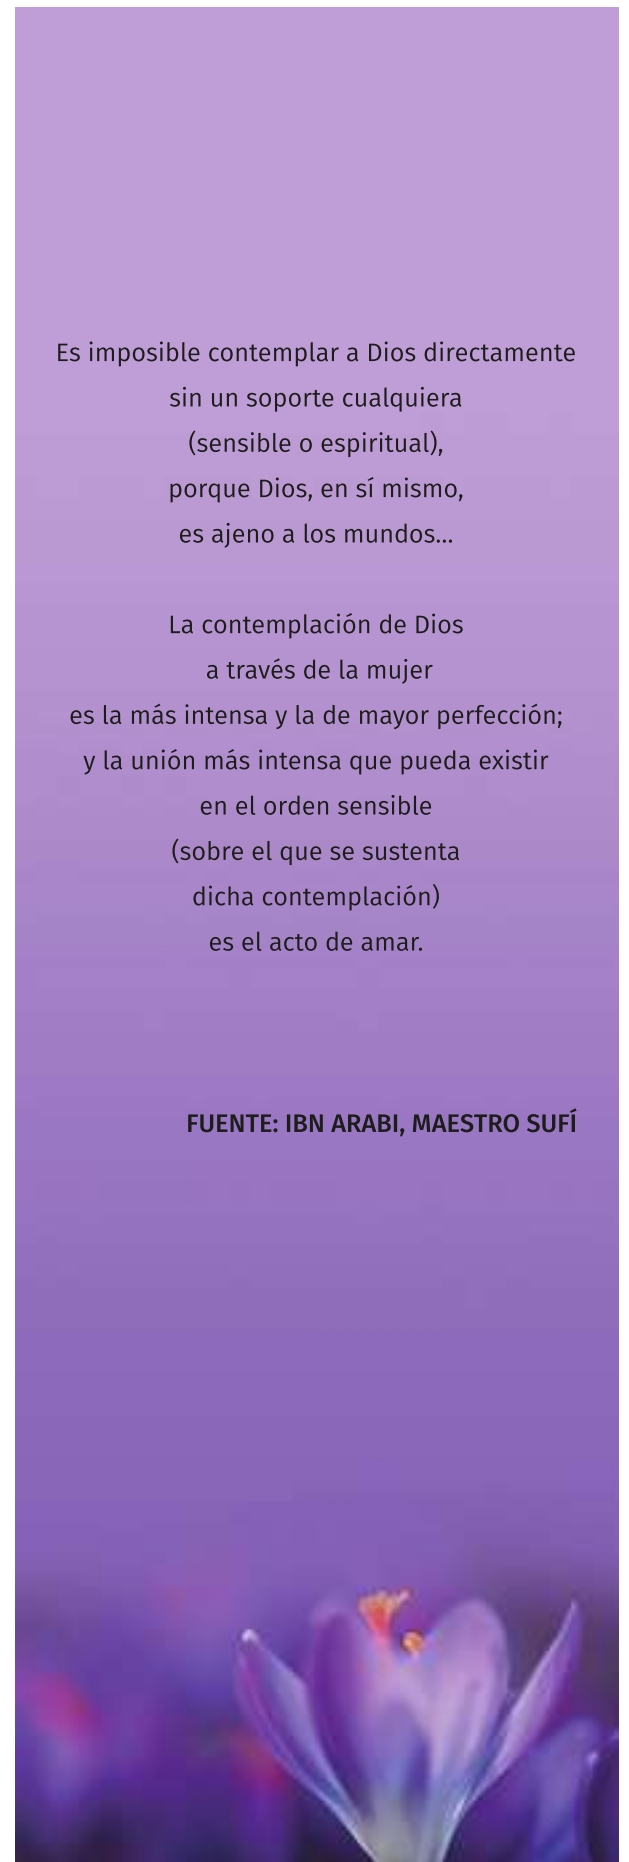 Es imposible contemplar a Dios directamente
sin un soporte cualquiera
(sensible o espiritual),
porque Dios, en sí mismo,
es ajeno a los mundos...
La contemplación de Dios
a través de la mujer
es la más intensa y la de mayor perfección;
y la unión más intensa que pueda existir
en el orden sensible
(sobre el que se sustenta
dicha contemplación)
es el acto de amar.
FUENTE: IBN ARABI, MAESTRO SUFÍ